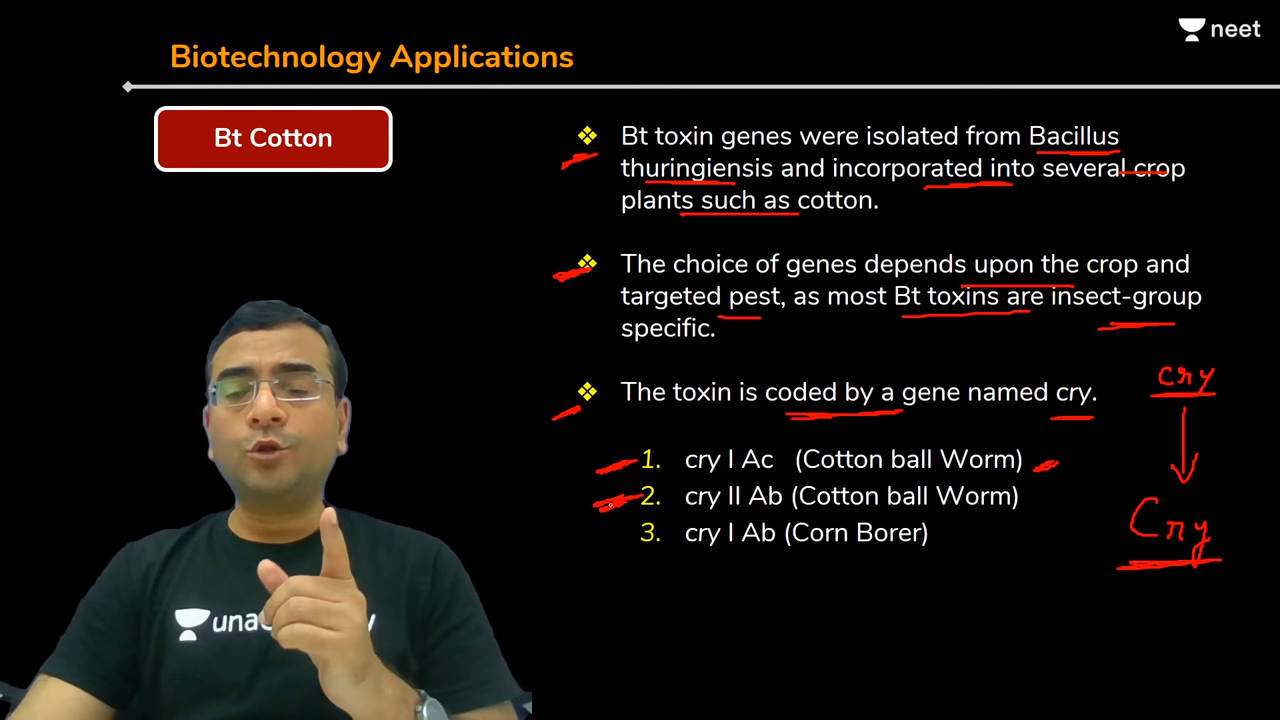 neet
Biotechnology Applications
Bt Cotton
❖ Bt toxin genes were isolated from Bacillus
thuringiensis and incorporated into several crop
plants such as cotton.
❖ The choice of genes depends upon the crop and
targeted pest, as most Bt toxins are insect-group
specific.
❖ The toxin is coded by a gene named cry.
1. cry I Ac (Cotton ball Worm)
2. cry II Ab (Cotton ball Worm)
3. cry I Ab (Corn Borer)
cry
Cry